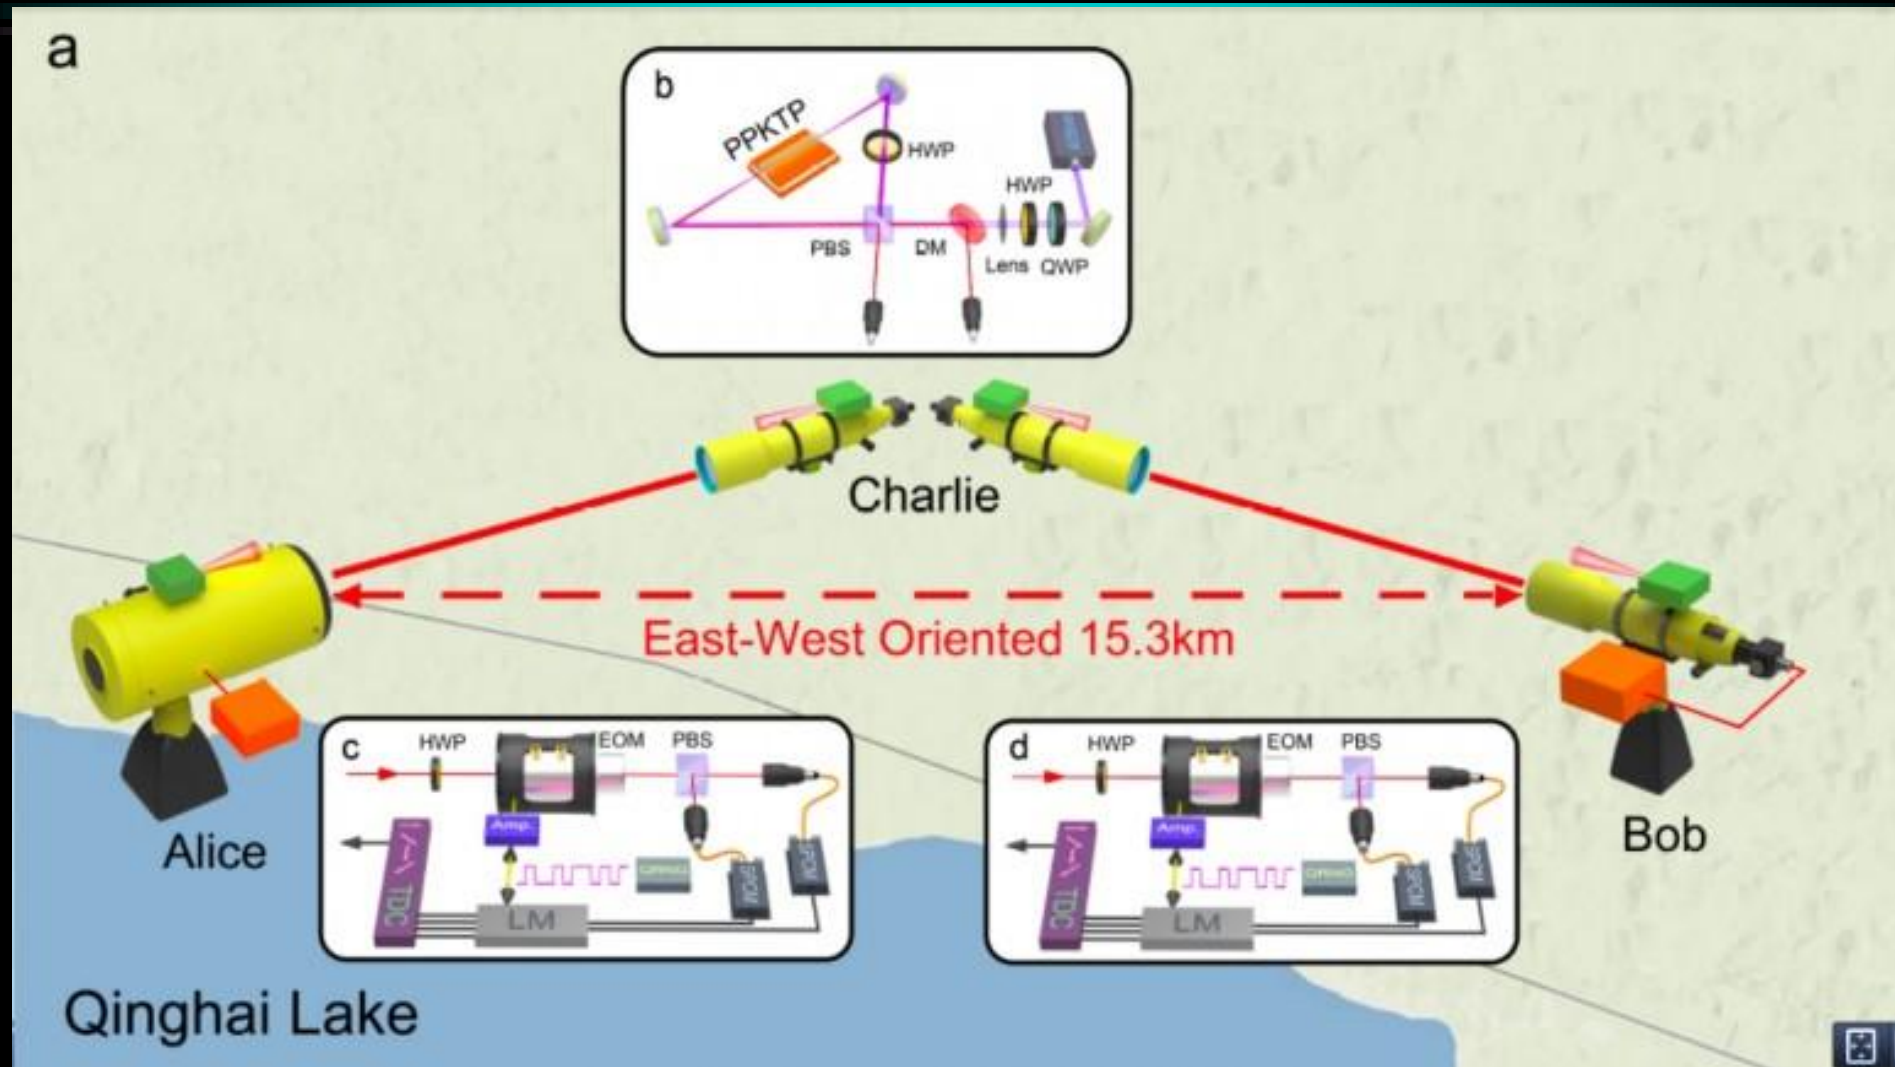 a
b
PPKTP
HWP
HWP
PBS
DM
Lens
QWP
Charlie
East-West Oriented 15.3km
Alice
Bob
c
HWP
EOM
PBS
Amp.
TDC
LM
SPCM
SPCM
d
HWP
EOM
PBS
Amp.
TDC
LM
SPCM
SPCM
Qinghai Lake